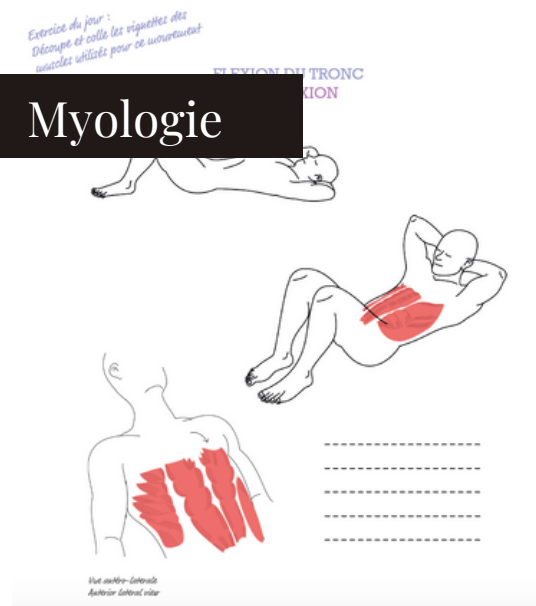 Exercice du jour :
Découpe et colle les vignettes des
muscles utilisés pour ce mouvement
FLEXION DU TRONC
XION
Myologie
Vue antéro-latérale
Anterior lateral view